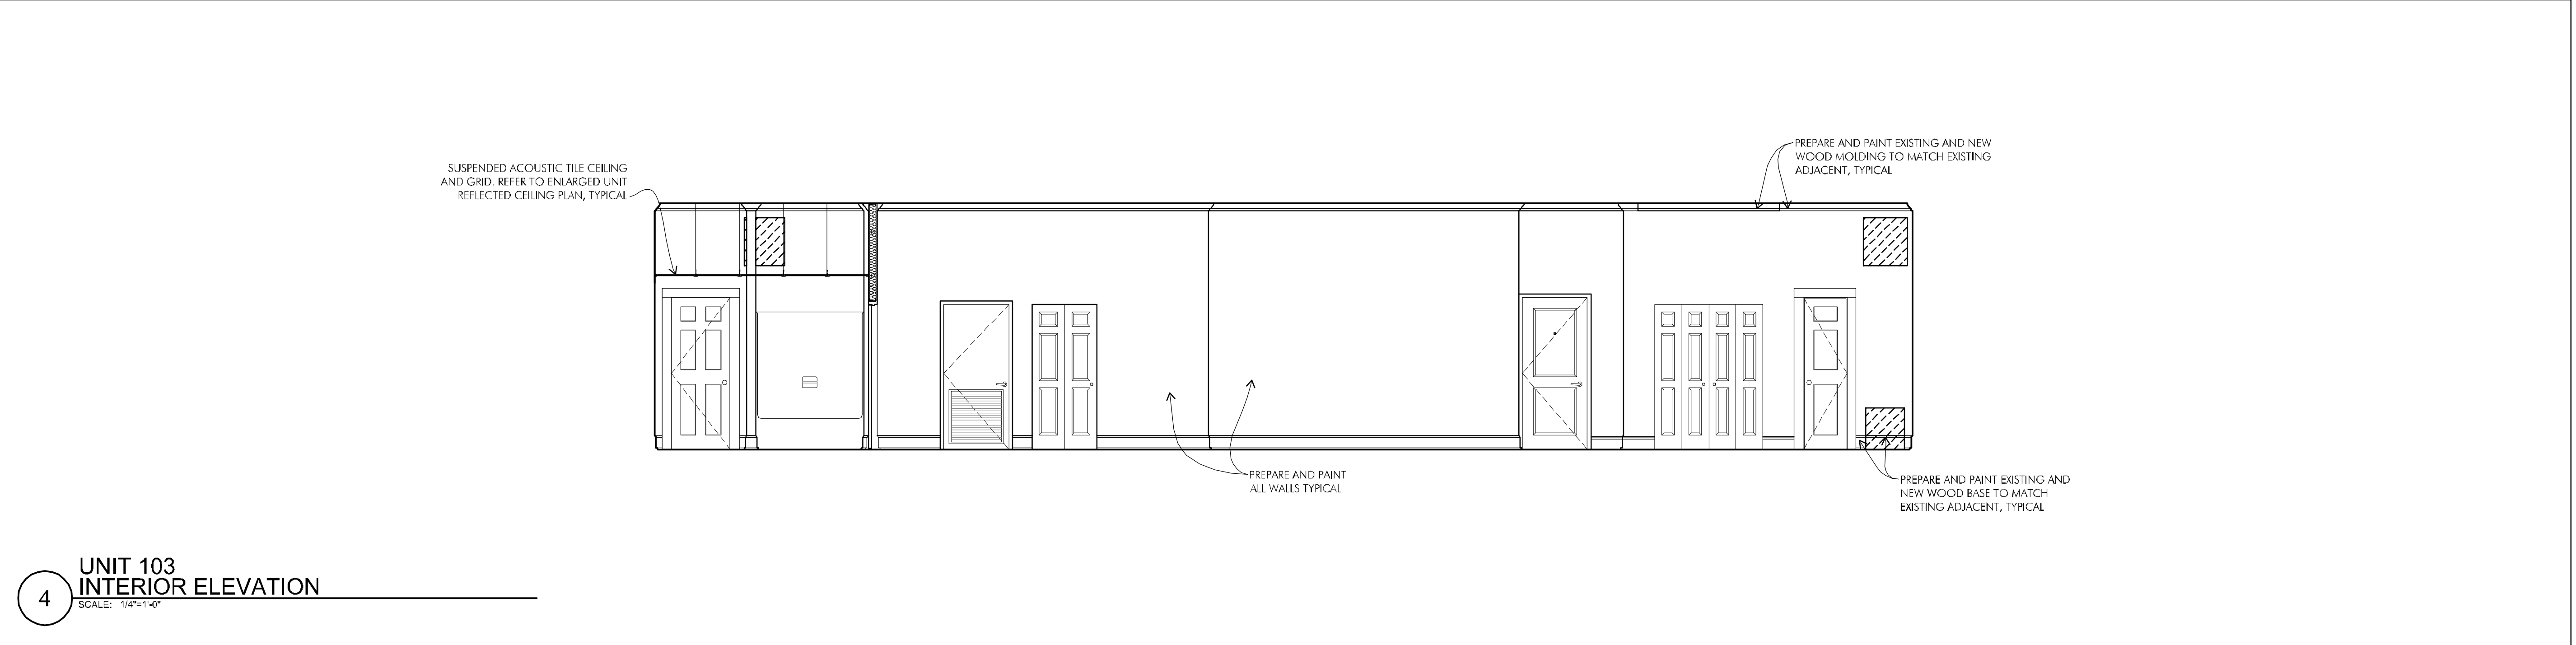 SUSPENDED ACOUSTIC TILE CEILING
AND GRID. REFER TO ENLARGED UNIT
REFLECTED CEILING PLAN, TYPICAL
PREPARE AND PAINT EXISTING AND NEW
WOOD MOLDING TO MATCH EXISTING
ADJACENT, TYPICAL
PREPARE AND PAINT
ALL WALLS TYPICAL
PREPARE AND PAINT EXISTING AND
NEW WOOD BASE TO MATCH
EXISTING ADJACENT, TYPICAL
4
UNIT 103
INTERIOR ELEVATION
SCALE: 1/4"=1'-0"